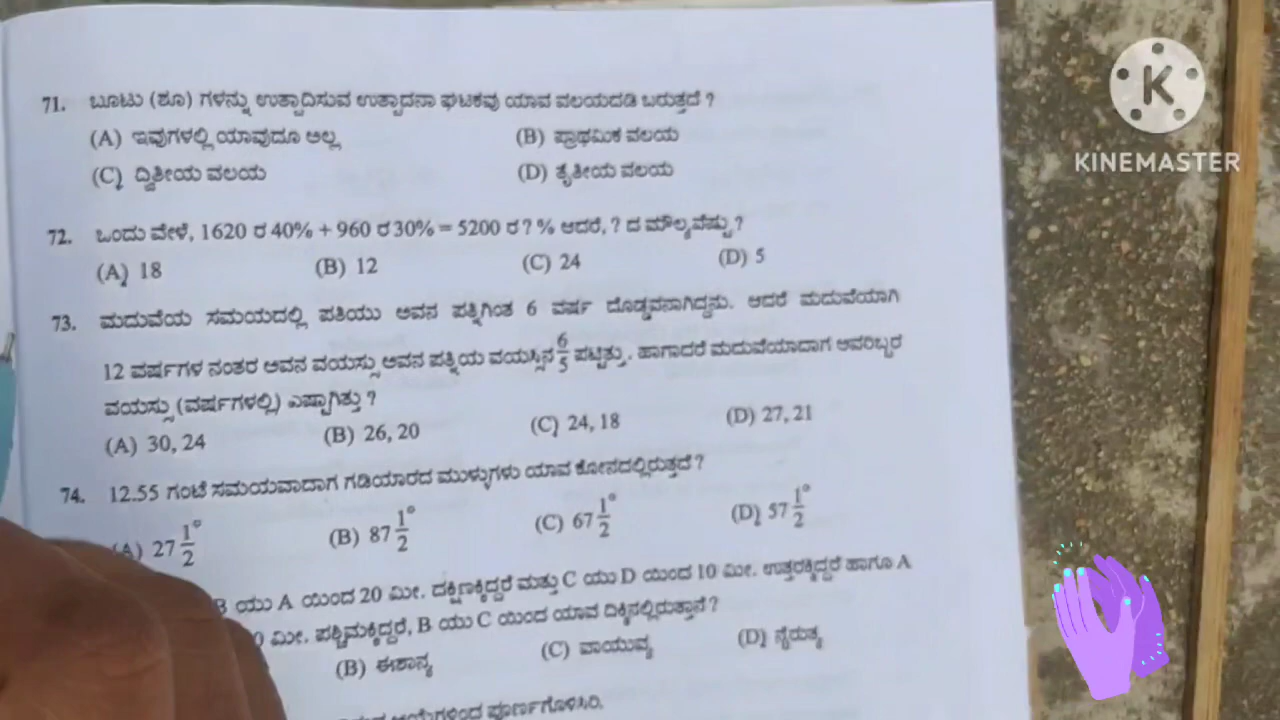 71. ಬೂಟು (ಶೂ) ಗಳನ್ನು ಉತ್ಪಾದಿಸುವ ಉತ್ಪಾದನಾ ಘಟಕವು ಯಾವ ವಲಯದಡಿ ಬರುತ್ತದೆ ?
(A) ಇವುಗಳಲ್ಲಿ ಯಾವುದೂ ಅಲ್ಲ (B) ಪ್ರಾಥಮಿಕ ವಲಯ
(C) ದ್ವಿತೀಯ ವಲಯ (D) ತೃತೀಯ ವಲಯ
KINEMASTER
72. ಒಂದು ವೇಳೆ, 1620 ರ 40% + 960 ರ 30% = 5200 ರ ? % ಆದರೆ, ? ದ ಮೌಲ್ಯವೆಷ್ಟು ?
(A) 18 (B) 12 (C) 24 (D) 5
73. ಮದುವೆಯ ಸಮಯದಲ್ಲಿ ಪತಿಯು ಅವನ ಪತ್ನಿಗಿಂತ 6 ವರ್ಷ ದೊಡ್ಡವನಾಗಿದ್ದನು. ಆದರೆ ಮದುವೆಯಾಗಿ
12 ವರ್ಷಗಳ ನಂತರ ಅವನ ವಯಸ್ಸು ಅವನ ಪತ್ನಿಯ ವಯಸ್ಸಿನ 6/5 ಪಟ್ಟಿತ್ತು. ಹಾಗಾದರೆ ಮದುವೆಯಾದಾಗ ಅವರಿಬ್ಬರ
ವಯಸ್ಸು (ವರ್ಷಗಳಲ್ಲಿ) ಎಷ್ಟಾಗಿತ್ತು ?
(A) 30, 24 (B) 26, 20 (C) 24, 18 (D) 27, 21
74. 12.55 ಗಂಟೆ ಸಮಯವಾದಾಗ ಗಡಿಯಾರದ ಮುಳ್ಳುಗಳು ಯಾವ ಕೋನದಲ್ಲಿರುತ್ತದೆ ?
(A) 27 1/2° (B) 87 1/2° (C) 67 1/2° (D) 57 1/2°
B ಯು A ಯಿಂದ 20 ಮೀ. ದಕ್ಷಿಣಕ್ಕಿದ್ದರೆ ಮತ್ತು C ಯು D ಯಿಂದ 10 ಮೀ. ಉತ್ತರಕ್ಕಿದ್ದರೆ ಹಾಗೂ A
0 ಮೀ. ಪಶ್ಚಿಮಕ್ಕಿದ್ದರೆ, B ಯು C ಯಿಂದ ಯಾವ ದಿಕ್ಕಿನಲ್ಲಿರುತ್ತಾನೆ ?
(B) ಈಶಾನ್ಯ (C) ವಾಯುವ್ಯ (D) ನೈರುತ್ಯ
ಪೂರ್ಣಗೊಳಿಸಿರಿ.